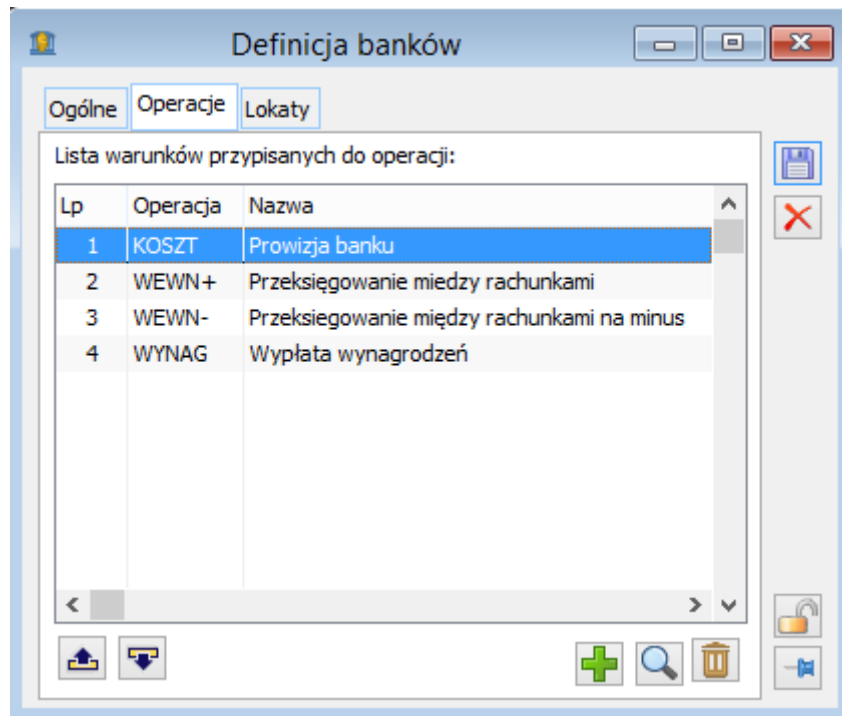 Definicja banków
Ogólne Operacje Lokaty
Lista warunków przypisanych do operacji:
Lp Operacja Nazwa
1 KOSZT Prowizja banku
2 WEWN+ Przeksięgowanie miedzy rachunkami
3 WEWN- Przeksiegowanie między rachunkami na minus
4 WYNAG Wypłata wynagrodzeń